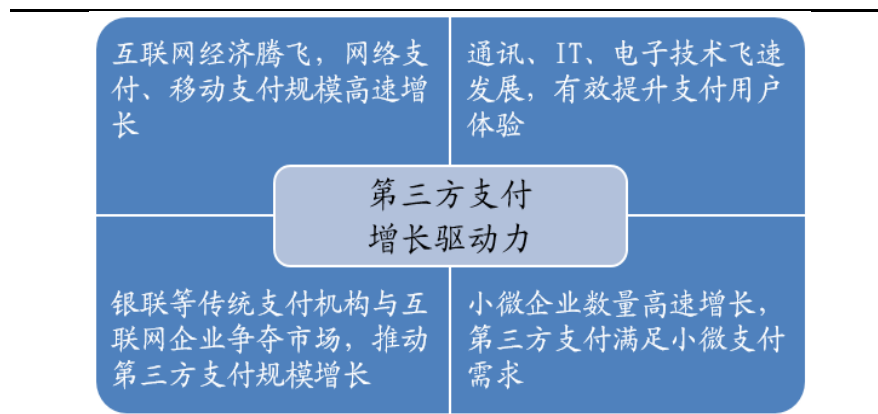 互联网经济腾飞，网络支
付、移动支付规模高速增
长
通讯、IT、电子技术飞速
发展，有效提升支付用户
体验
第三方支付
增长驱动力
银联等传统支付机构与互
联网企业争夺市场，推动
第三方支付规模增长
小微企业数量高速增长，
第三方支付满足小微支付
需求